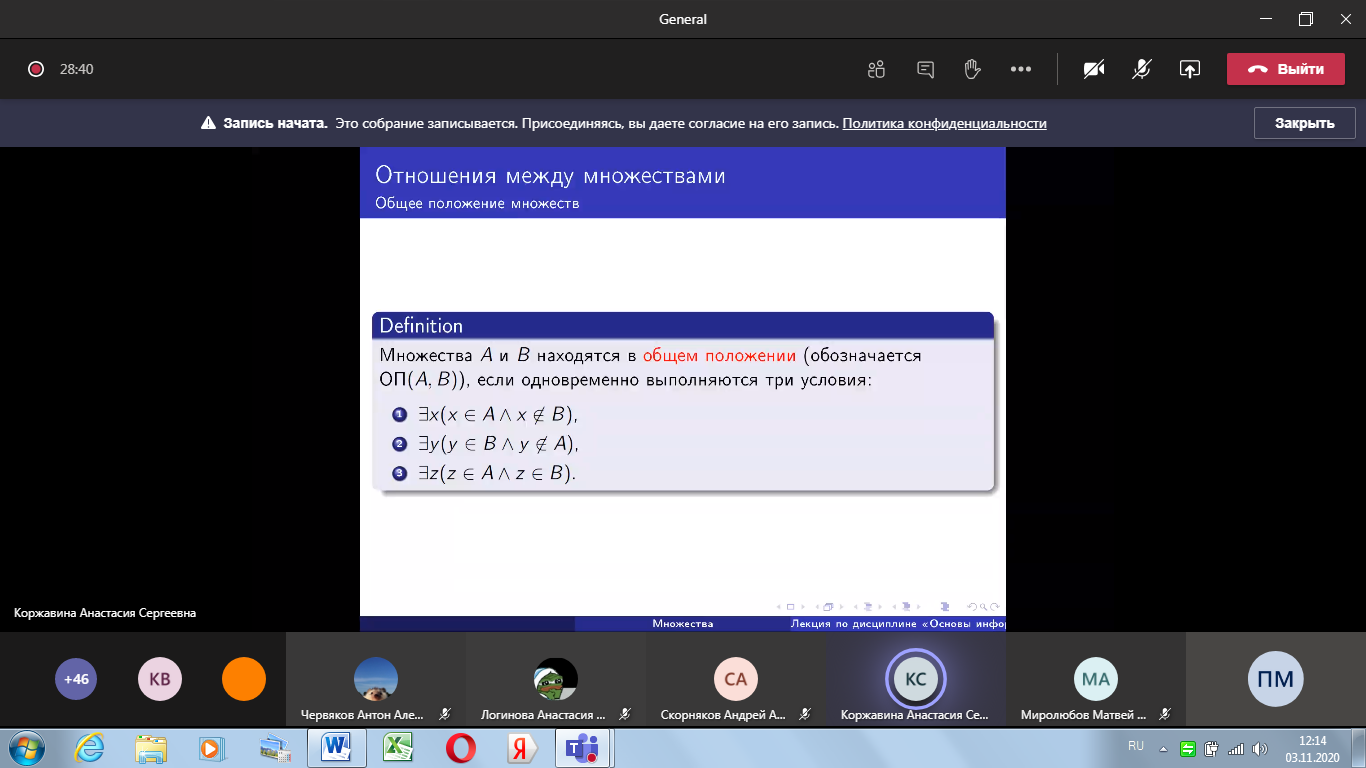 General
28:40
Выйти
Запись начата. Это собрание записывается. Присоединяясь, вы даете согласие на его запись. Политика конфиденциальности
Закрыть
Отношения между множествами
Общее положение множеств
Definition
Множества A и B находятся в общем положении (обозначается
ОП(A, B)), если одновременно выполняются три условия:
1 ∃x(x ∈ A ∧ x ∉ B),
2 ∃y(y ∈ B ∧ y ∉ A),
3 ∃z(z ∈ A ∧ z ∈ B).
Коржавина Анастасия Сергеевна
Множества
Лекция по дисциплине «Основы инфор
+46
КВ
СА
КС
МА
ПМ
Червяков Антон Але...
Логинова Анастасия ...
Скорняков Андрей А...
Коржавина Анастасия Се...
Миролюбов Матвей ...
RU
12:14
03.11.2020